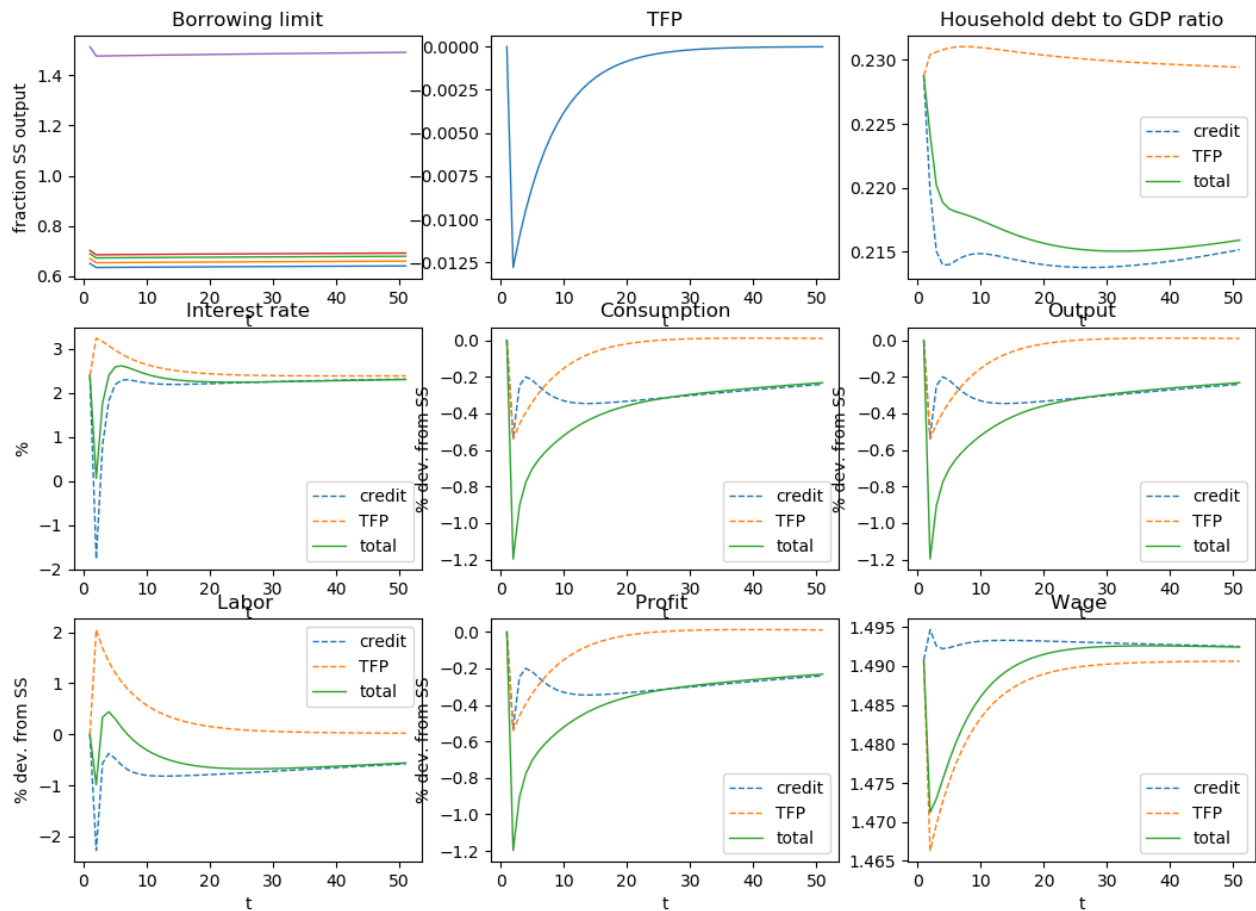 Borrowing limit
fraction SS output
1.4
1.2
1.0
0.8
0.6
0 10 20 30 40 50
t
TFP
0.0000
−0.0025
−0.0050
−0.0075
−0.0100
−0.0125
0 10 20 30 40 50
t
Household debt to GDP ratio
0.230
0.225
0.220
0.215
credit
TFP
total
0 10 20 30 40 50
t
Interest rate
%
3
2
1
0
−1
−2
credit
TFP
total
0 10 20 30 40 50
t
Consumption
% dev. from SS
0.0
−0.2
−0.4
−0.6
−0.8
−1.0
−1.2
credit
TFP
total
0 10 20 30 40 50
t
Output
% dev. from SS
0.0
−0.2
−0.4
−0.6
−0.8
−1.0
−1.2
credit
TFP
total
0 10 20 30 40 50
t
Labor
% dev. from SS
2
1
0
−1
−2
credit
TFP
total
0 10 20 30 40 50
t
Profit
% dev. from SS
0.0
−0.2
−0.4
−0.6
−0.8
−1.0
−1.2
credit
TFP
total
0 10 20 30 40 50
t
Wage
1.495
1.490
1.485
1.480
1.475
1.470
1.465
credit
TFP
total
0 10 20 30 40 50
t